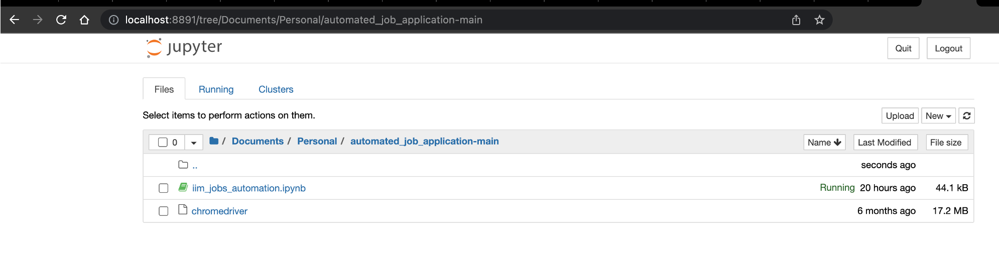 localhost:8891/tree/Documents/Personal/automated_job_application-main
jupyter
Quit
Logout
Files
Running
Clusters
Select items to perform actions on them.
Upload
New
0
/ Documents / Personal / automated_job_application-main
Name
Last Modified
File size
..
seconds ago
iim_jobs_automation.ipynb
Running 20 hours ago
44.1 kB
chromedriver
6 months ago
17.2 MB